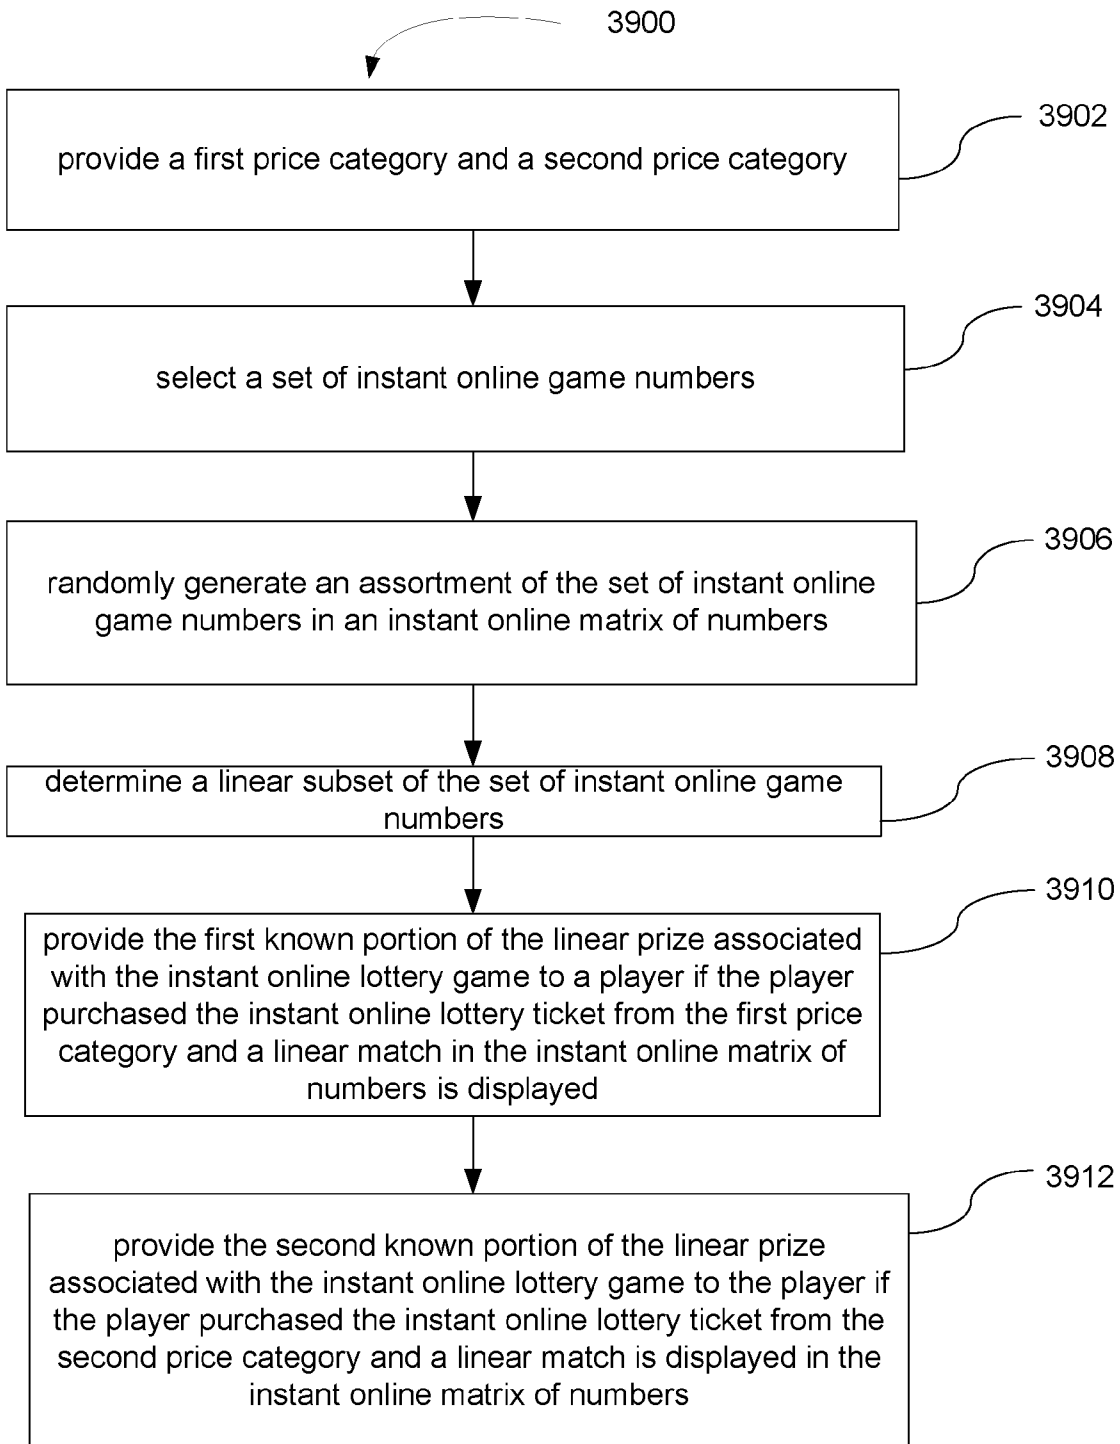 3900
3902
provide a first price category and a second price category
3904
select a set of instant online game numbers
3906
randomly generate an assortment of the set of instant online
game numbers in an instant online matrix of numbers
3908
determine a linear subset of the set of instant online game
numbers
3910
provide the first known portion of the linear prize associated
with the instant online lottery game to a player if the player
purchased the instant online lottery ticket from the first price
category and a linear match in the instant online matrix of
numbers is displayed
3912
provide the second known portion of the linear prize
associated with the instant online lottery game to the player if
the player purchased the instant online lottery ticket from the
second price category and a linear match is displayed in the
instant online matrix of numbers